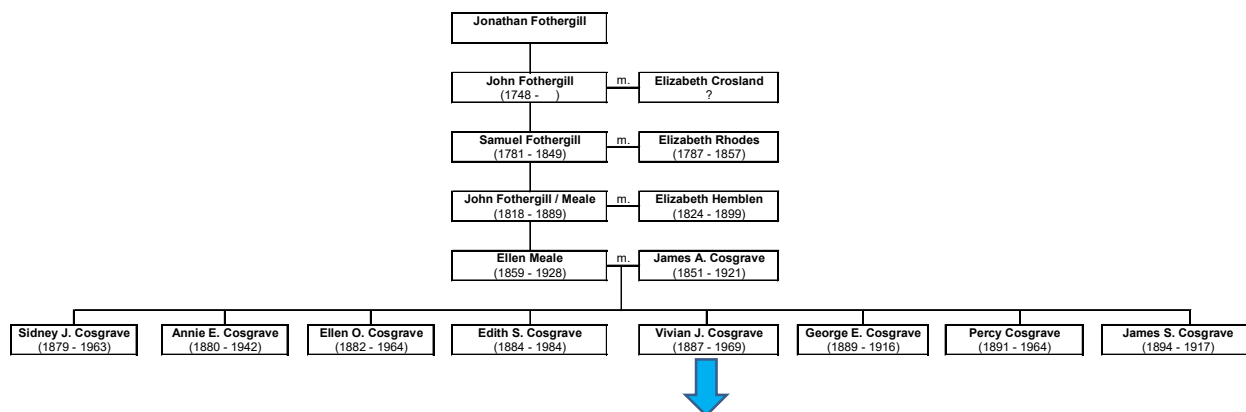 Jonathan Fothergill
John Fothergill m. Elizabeth Crosland
(1748 - ) ?
Samuel Fothergill m. Elizabeth Rhodes
(1781 - 1849) (1787 - 1857)
John Fothergill / Meale m. Elizabeth Hemblen
(1818 - 1889) (1824 - 1899)
Ellen Meale m. James A. Cosgrave
(1859 - 1928) (1851 - 1921)
Sidney J. Cosgrave Annie E. Cosgrave Ellen O. Cosgrave Edith S. Cosgrave Vivian J. Cosgrave George E. Cosgrave Percy Cosgrave James S. Cosgrave
(1879 - 1963) (1880 - 1942) (1882 - 1964) (1884 - 1984) (1887 - 1969) (1889 - 1916) (1891 - 1964) (1894 - 1917)